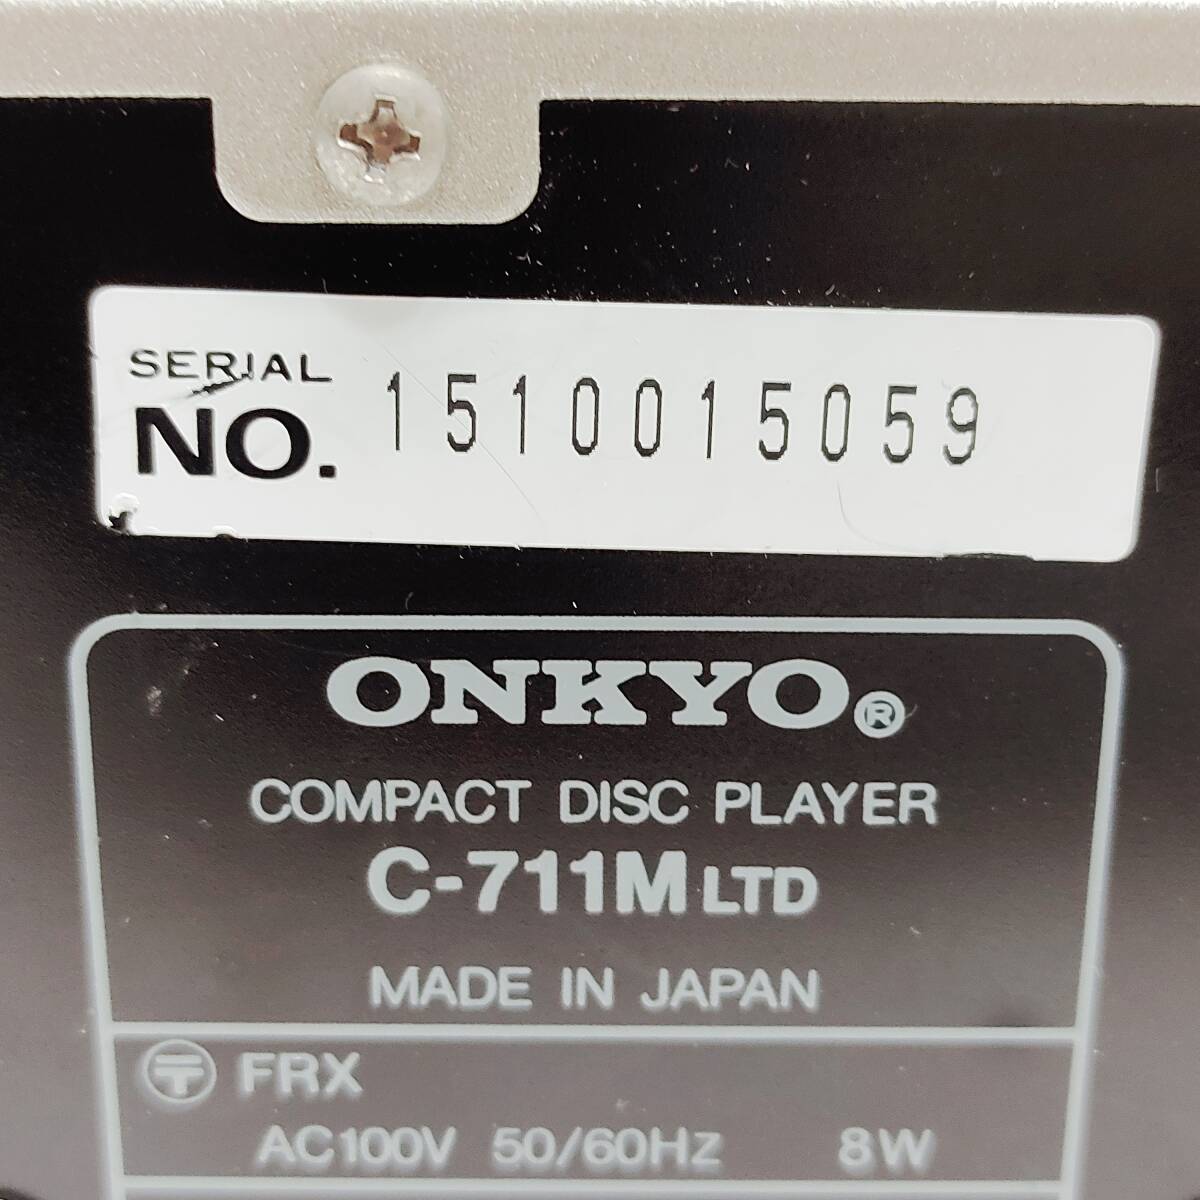 SERIAL
NO. 1510015059
ONKYO®
COMPACT DISC PLAYER
C-711M LTD
MADE IN JAPAN
〶 FRX
AC100V 50/60Hz 8W